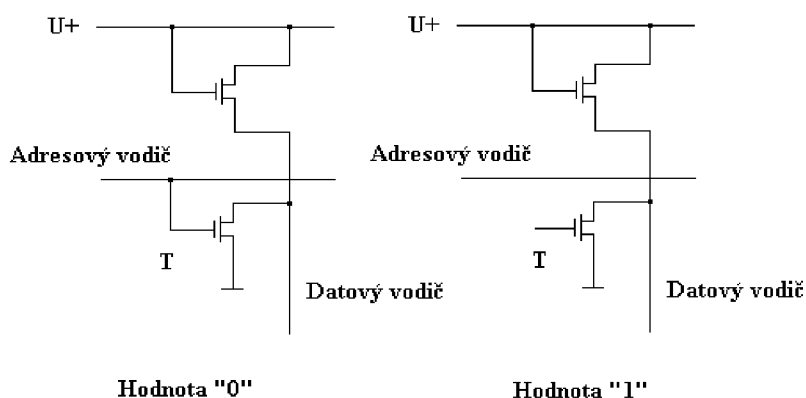 U+
U+
Adresový vodič
Adresový vodič
T
T
Datový vodič
Datový vodič
Hodnota "0"
Hodnota "1"